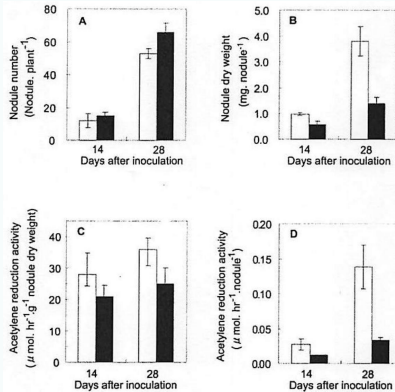 A
Nodule number
(Nodule. plant⁻¹)
80
60
40
20
0
14
28
Days after inoculation
B
Nodule dry weight
(mg. nodule⁻¹)
5.0
4.0
3.0
2.0
1.0
0.0
14
28
Days after inoculation
C
Acetylene reduction activity
(μ mol. hr⁻¹.g⁻¹ nodule dry weight)
50
40
30
20
10
0
14
28
Days after inoculation
D
Acetylene reduction activity
(μ mol. hr⁻¹.nodule⁻¹)
0.20
0.15
0.10
0.05
0.00
14
28
Days after inoculation